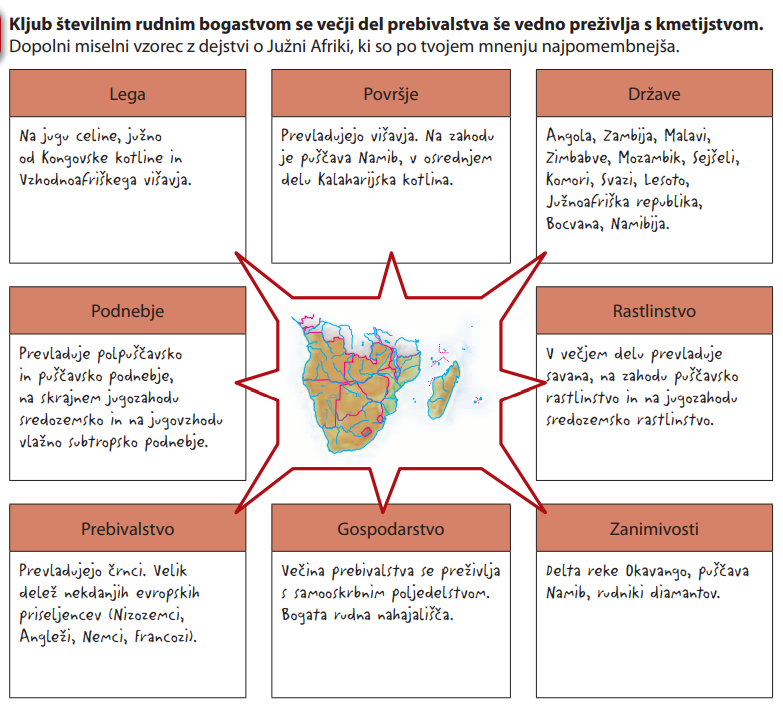 Kljub številnim rudnim bogastvom se večji del prebivalstva še vedno preživlja s kmetijstvom.
Dopolni miselni vzorec z dejstvi o Južni Afriki, ki so po tvojem mnenju najpomembnejša.
Lega
Na jugu celine, južno
od Kongovske kotline in
Vzhodnoafriškega višavja.
Površje
Prevladujejo višavja. Na zahodu
je puščava Namib, v osrednjem
delu Kalaharijska kotlina.
Države
Angola, Zambija, Malavi,
Zimbabve, Mozambik, Sejšeli,
Komori, Svazi, Lesoto,
Južnoafriška republika,
Bocvana, Namibija.
Podnebje
Prevladuje polpuščavsko
in puščavsko podnebje,
na skrajnem jugozahodu
sredozemsko in na jugovzhodu
vlažno subtropsko podnebje.
Rastlinstvo
V večjem delu prevladuje
savana, na zahodu puščavsko
rastlinstvo in na jugozahodu
sredozemsko rastlinstvo.
Prebivalstvo
Prevladujejo črnci. Velik
delež nekdanjih evropskih
priseljencev (Nizozemci,
Angleži, Nemci, Francozi).
Gospodarstvo
Večina prebivalstva se preživlja
s samooskrbnim poljedelstvom.
Bogata rudna nahajališča.
Zanimivosti
Delta reke Okavango, puščava
Namib, rudniki diamantov.